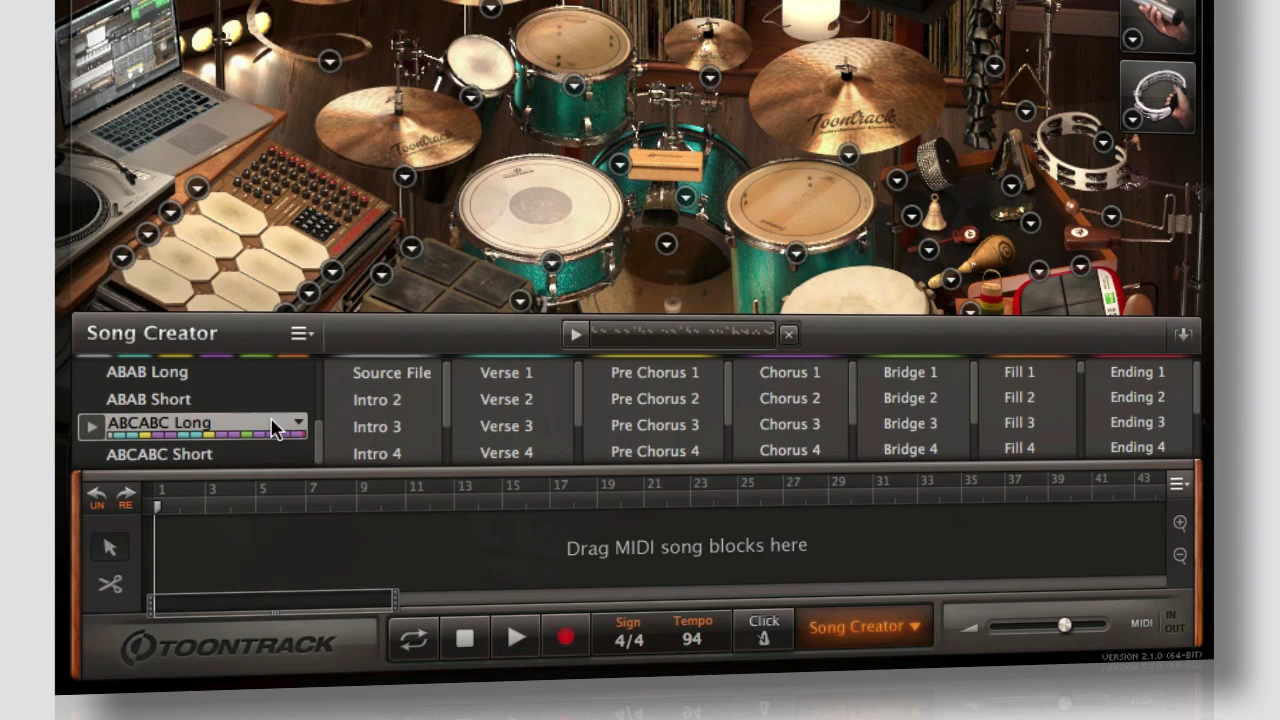 Toontrack
Toontrack
Song Creator
ABAB Long
ABAB Short
ABCABC Long
ABCABC Short
Source File
Intro 2
Intro 3
Intro 4
Verse 1
Verse 2
Verse 3
Verse 4
Pre Chorus 1
Pre Chorus 2
Pre Chorus 3
Pre Chorus 4
Chorus 1
Chorus 2
Chorus 3
Chorus 4
Bridge 1
Bridge 2
Bridge 3
Bridge 4
Fill 1
Fill 2
Fill 3
Fill 4
Ending 1
Ending 2
Ending 3
Ending 4
UN RE
1 3 5 7 9 11 13 15 17 19 21 23 25 27 29 31 33 35 37 39 41 43
Drag MIDI song blocks here
TOONTRACK
Sign
4/4
Tempo
94
Click
Song Creator
MIDI
IN
OUT
VERSION 2.1.0 (64-BIT)